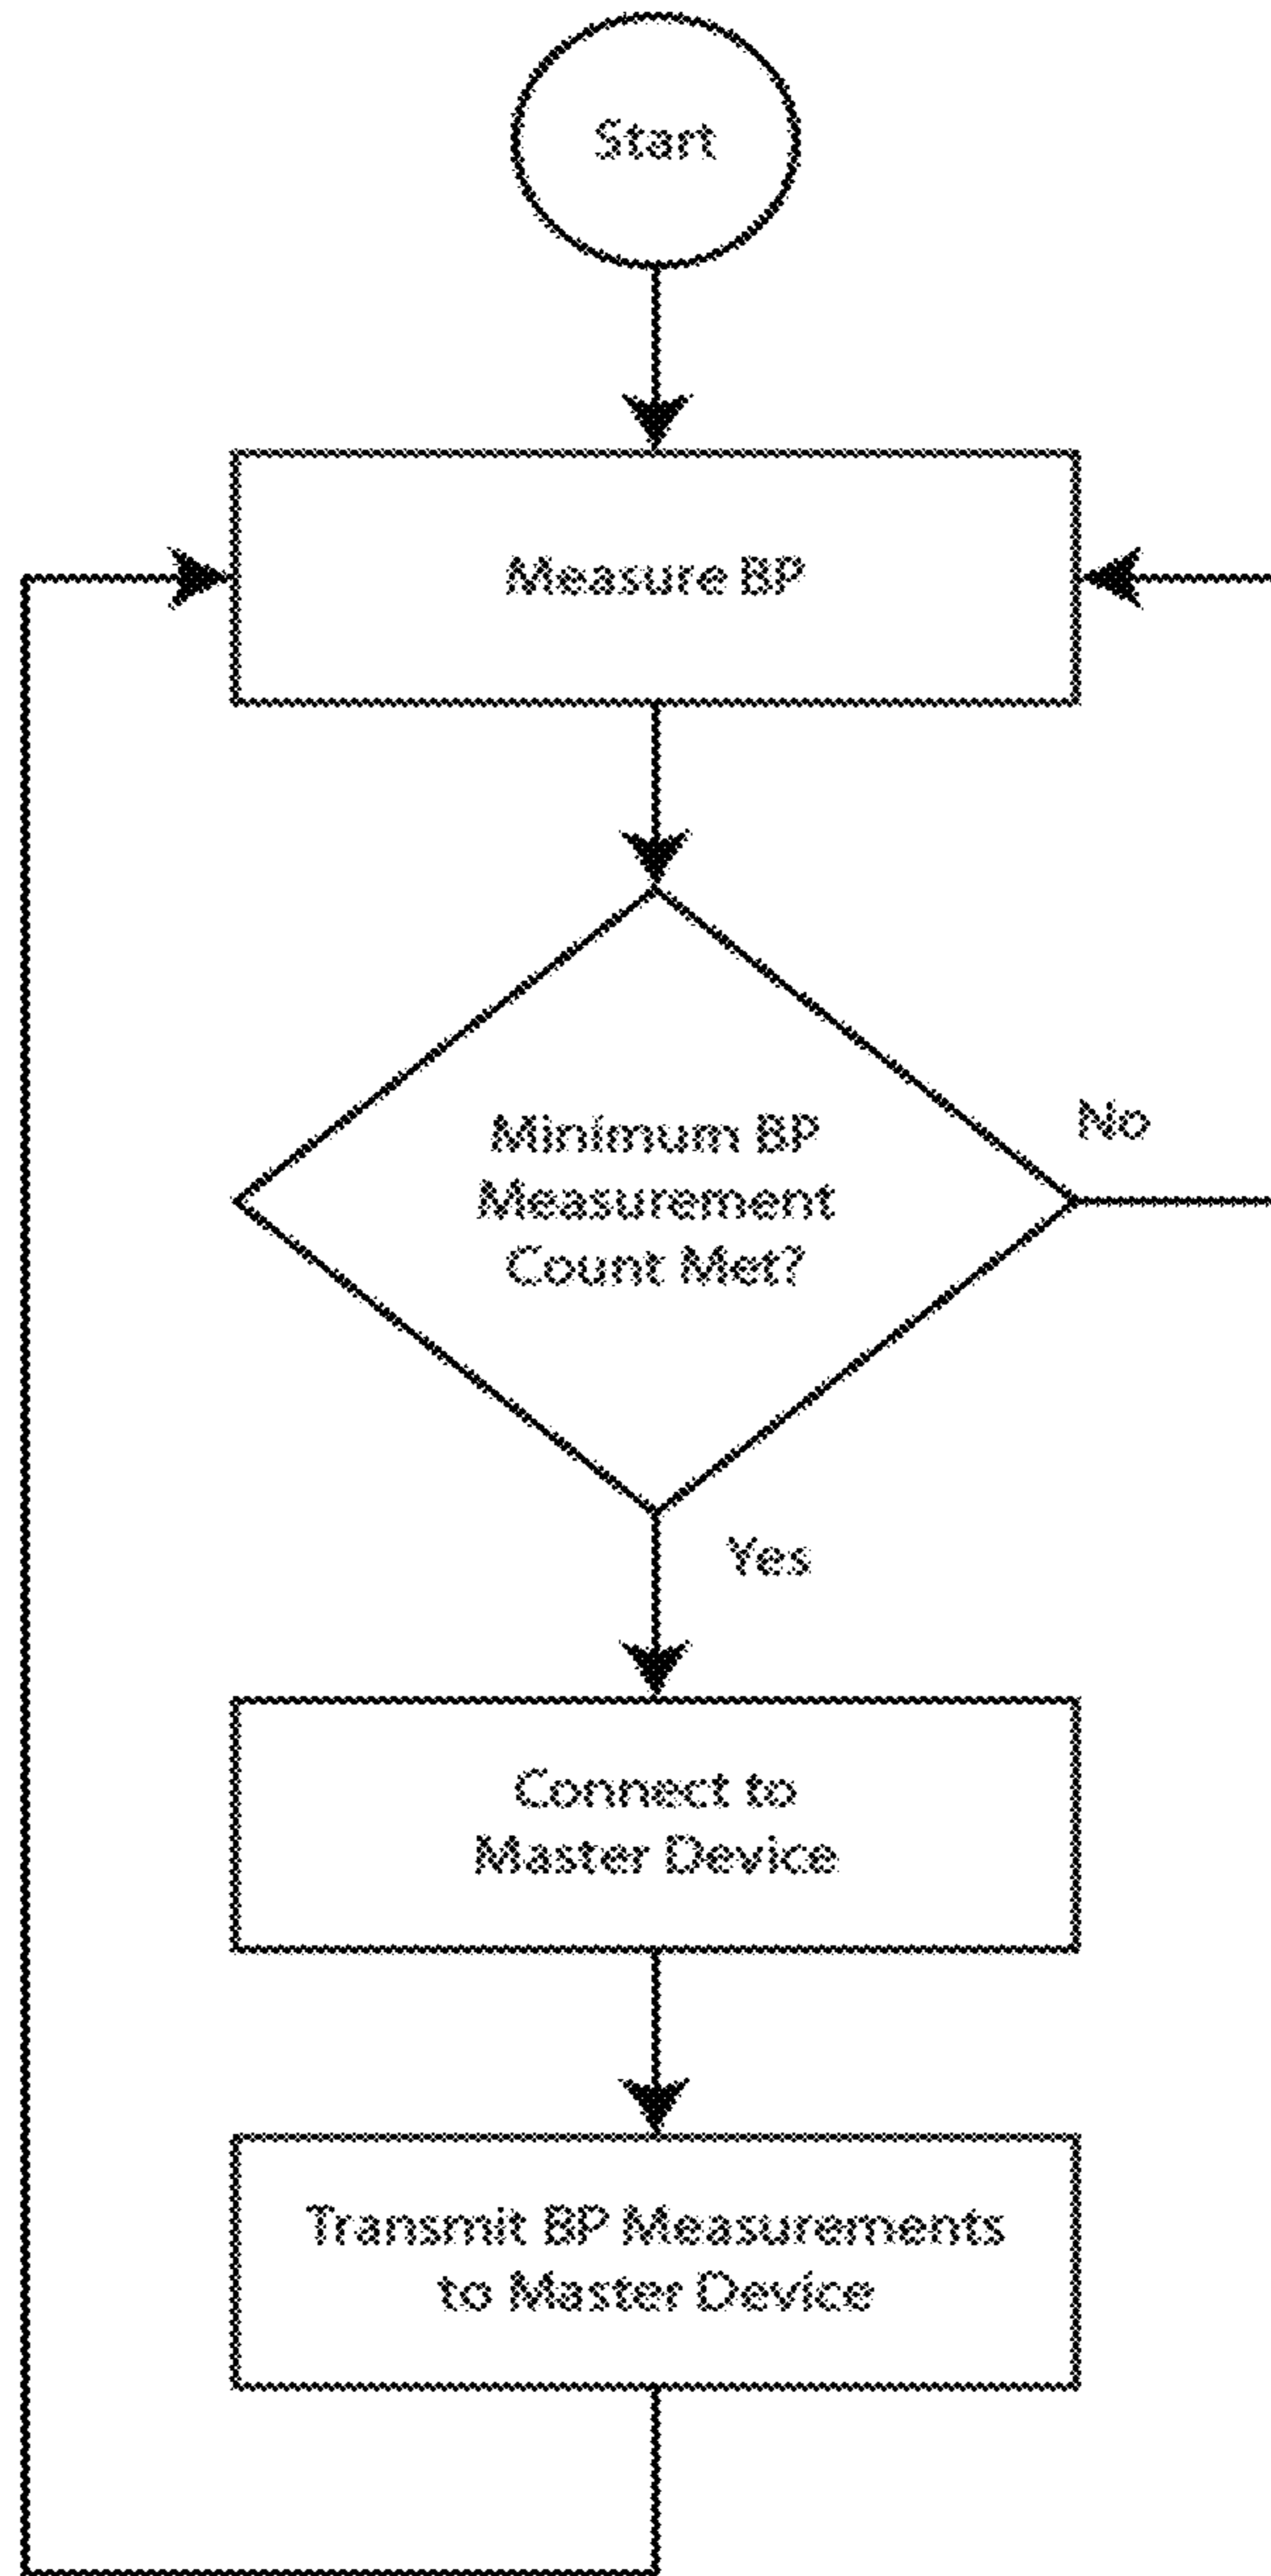 Start
Measure BP
Minimum BP
Measurement
Count Met?
No
Yes
Connect to
Master Device
Transmit BP Measurements
to Master Device